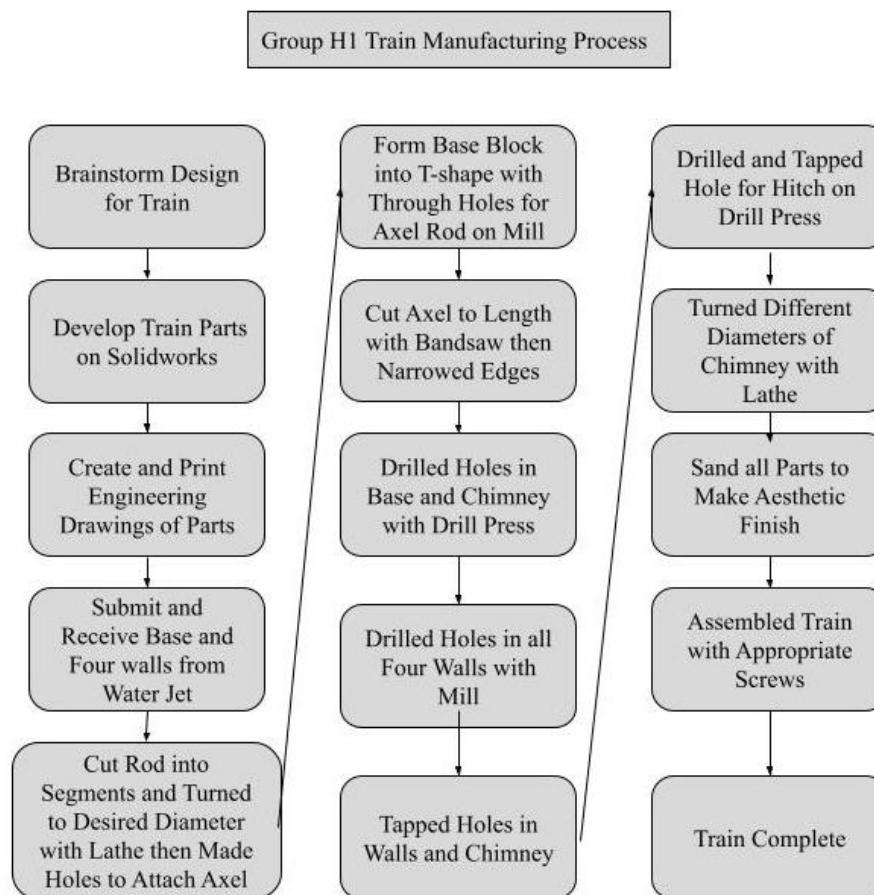 Group H1 Train Manufacturing Process
Brainstorm Design
for Train
Develop Train Parts
on Solidworks
Create and Print
Engineering
Drawings of Parts
Submit and
Receive Base and
Four walls from
Water Jet
Cut Rod into
Segments and Turned
to Desired Diameter
with Lathe then Made
Holes to Attach Axel
Form Base Block
into T-shape with
Through Holes for
Axel Rod on Mill
Cut Axel to Length
with Bandsaw then
Narrowed Edges
Drilled Holes in
Base and Chimney
with Drill Press
Drilled Holes in all
Four Walls with
Mill
Tapped Holes in
Walls and Chimney
Drilled and Tapped
Hole for Hitch on
Drill Press
Turned Different
Diameters of
Chimney with
Lathe
Sand all Parts to
Make Aesthetic
Finish
Assembled Train
with Appropriate
Screws
Train Complete